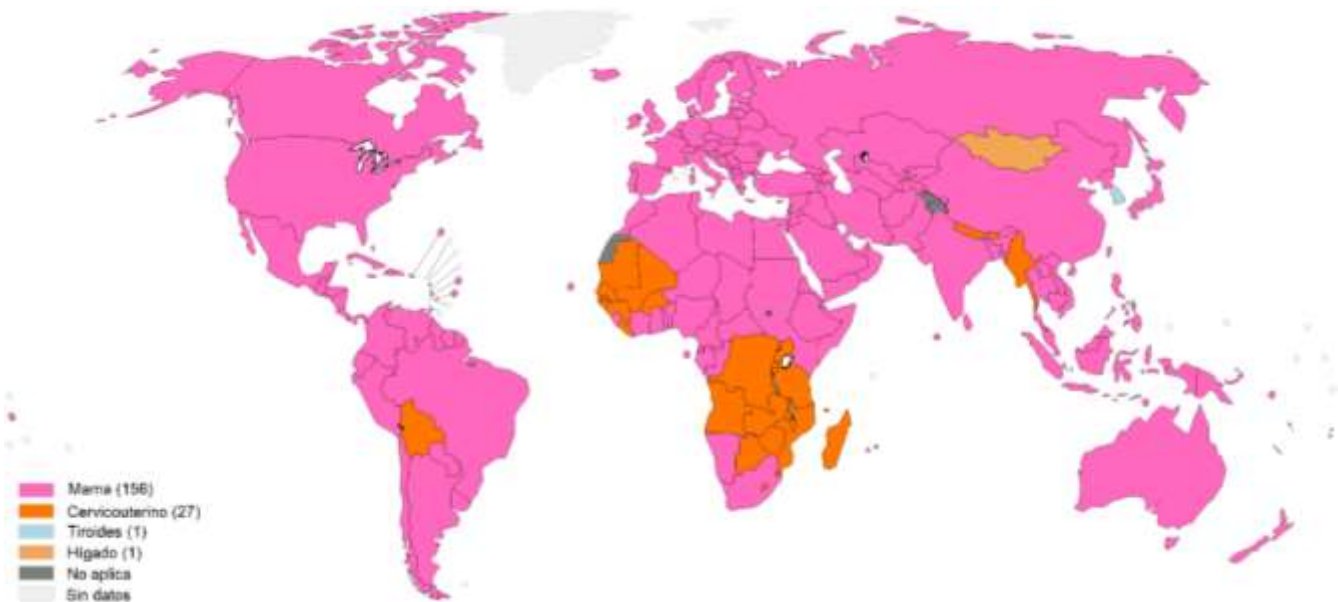 Mama (156)
Cervicouterino (27)
Tiroides (1)
Hígado (1)
No aplica
Sin datos